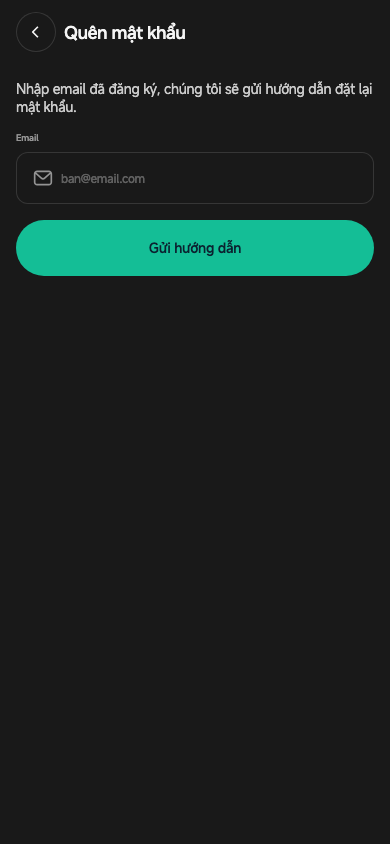 Quên mật khẩu
Nhập email đã đăng ký, chúng tôi sẽ gửi hướng dẫn đặt lại
mật khẩu.
Email
ban@email.com
Gửi hướng dẫn